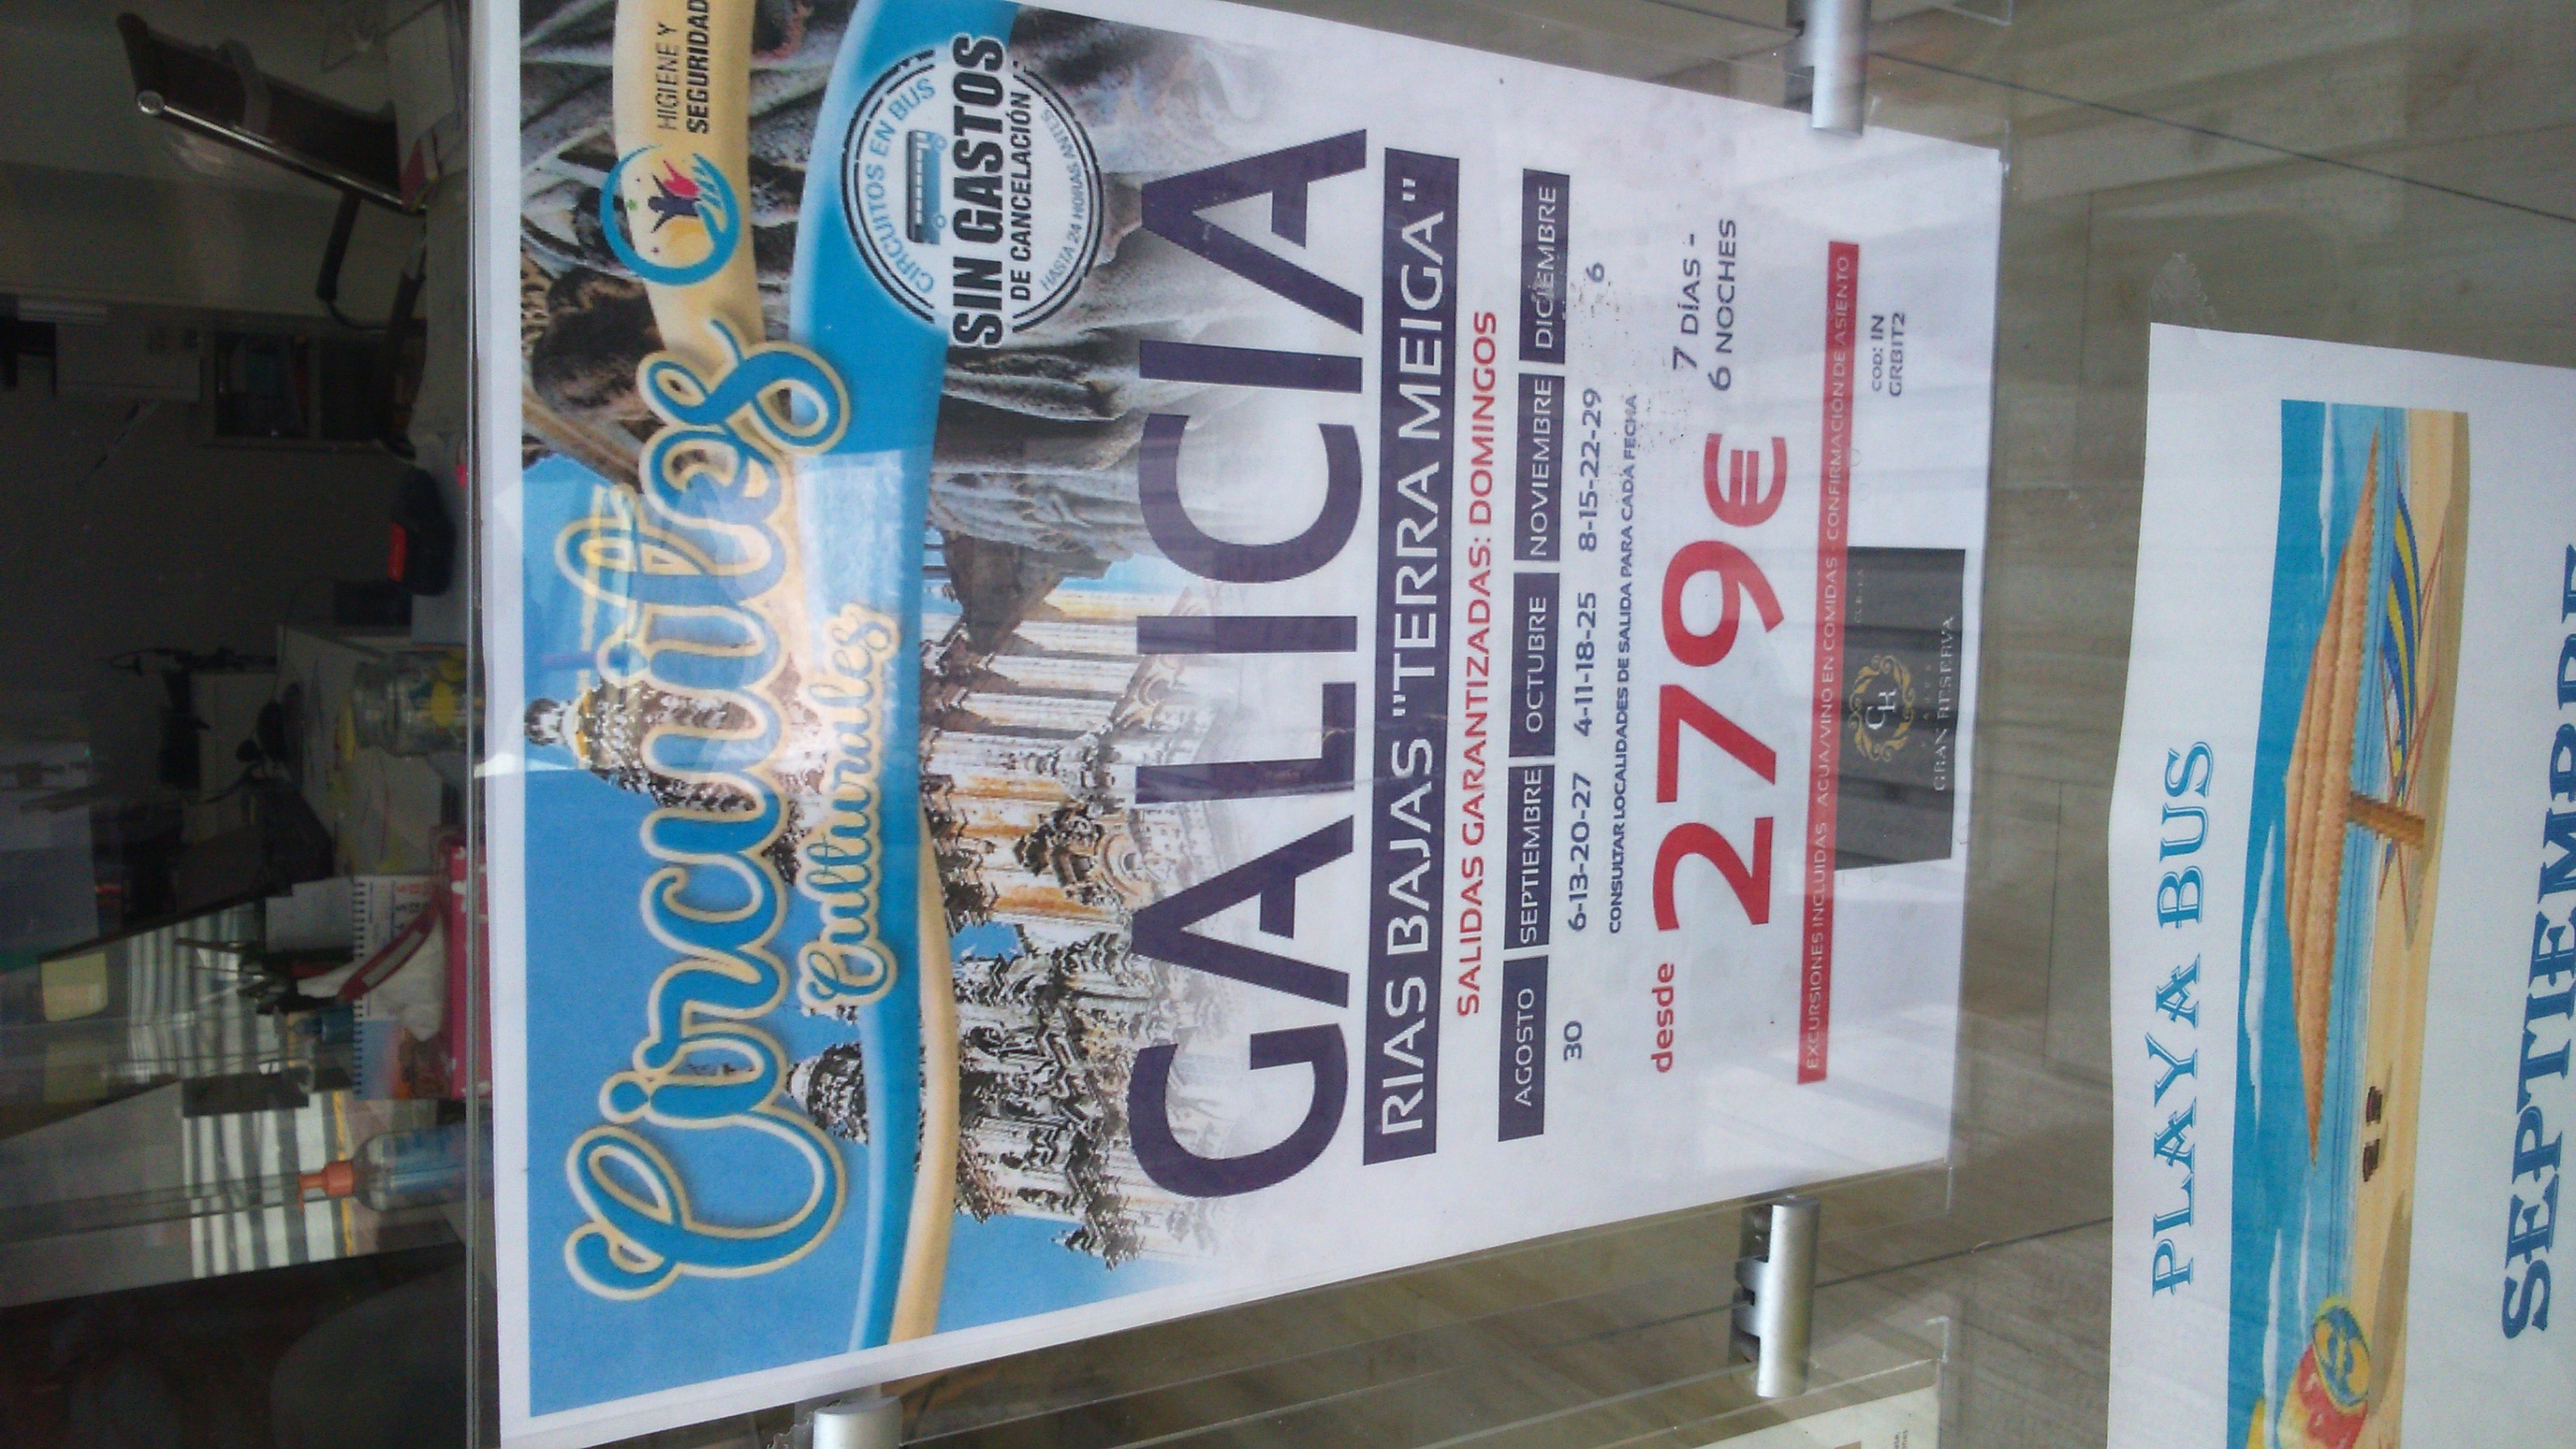 Circuitos
Culturales
HIGIENE Y
SEGURIDAD
CIRCUITOS EN BUS
SIN GASTOS
DE CANCELACIÓN
HASTA 24 HORAS ANTES
GALICIA
RIAS BAJAS "TERRA MEIGA"
SALIDAS GARANTIZADAS: DOMINGOS
AGOSTO SEPTIEMBRE OCTUBRE NOVIEMBRE DICIEMBRE
30 6-13-20-27 4-11-18-25 8-15-22-29 6
CONSULTAR LOCALIDADES DE SALIDA PARA CADA FECHA
desde 279€ 7 DÍAS -
6 NOCHES
EXCURSIONES INCLUIDAS - AGUA/VINO EN COMIDAS - CONFIRMACIÓN DE ASIENTO
GRAN RESERVA
COD: IN
GRBIT2
PLAYA BUS
SEPTIEMBRE